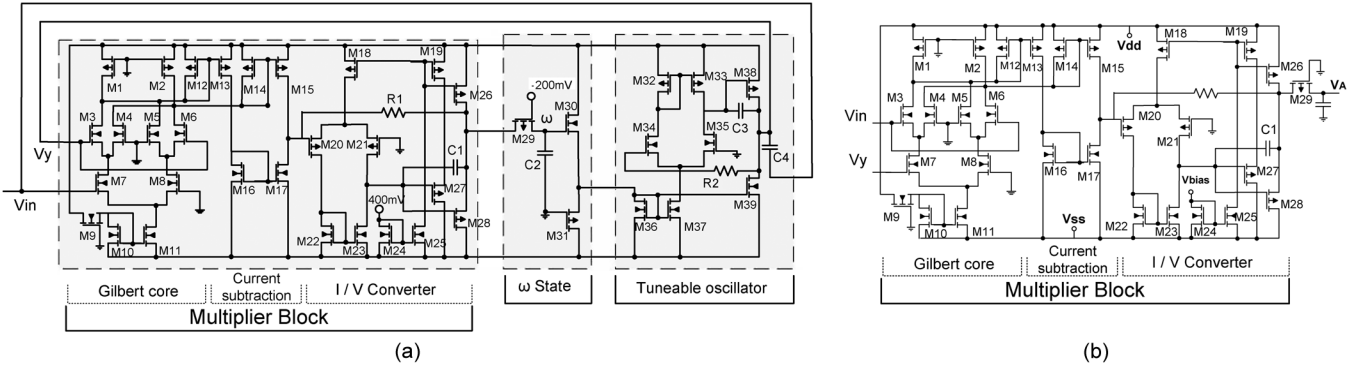 M18
M19
M1
M2
M12
M13
M14
M15
-200mV
M32
M33
M38
R1
M26
ω
M30
M3
M4
M5
M6
M29
C3
M34
M35
Vy
M20
M21
C1
C2
C4
M7
M8
M16
M17
M27
R2
Vin
400mV
M28
M39
M9
M10
M11
M22
M23
M24
M25
M31
M36
M37
Gilbert core
Current
subtraction
I / V Converter
ω State
Tuneable oscillator
Multiplier Block
(a)
Vdd
M18
M19
M1
M2
M12
M13
M14
M15
M26
M29
VA
M3
M4
M5
M6
Vin
M20
M21
C1
Vy
M7
M8
M16
M17
M27
Vbias
M28
M9
M10
M11
Vss
M22
M23
M24
M25
Gilbert core
Current
subtraction
I / V Converter
Multiplier Block
(b)